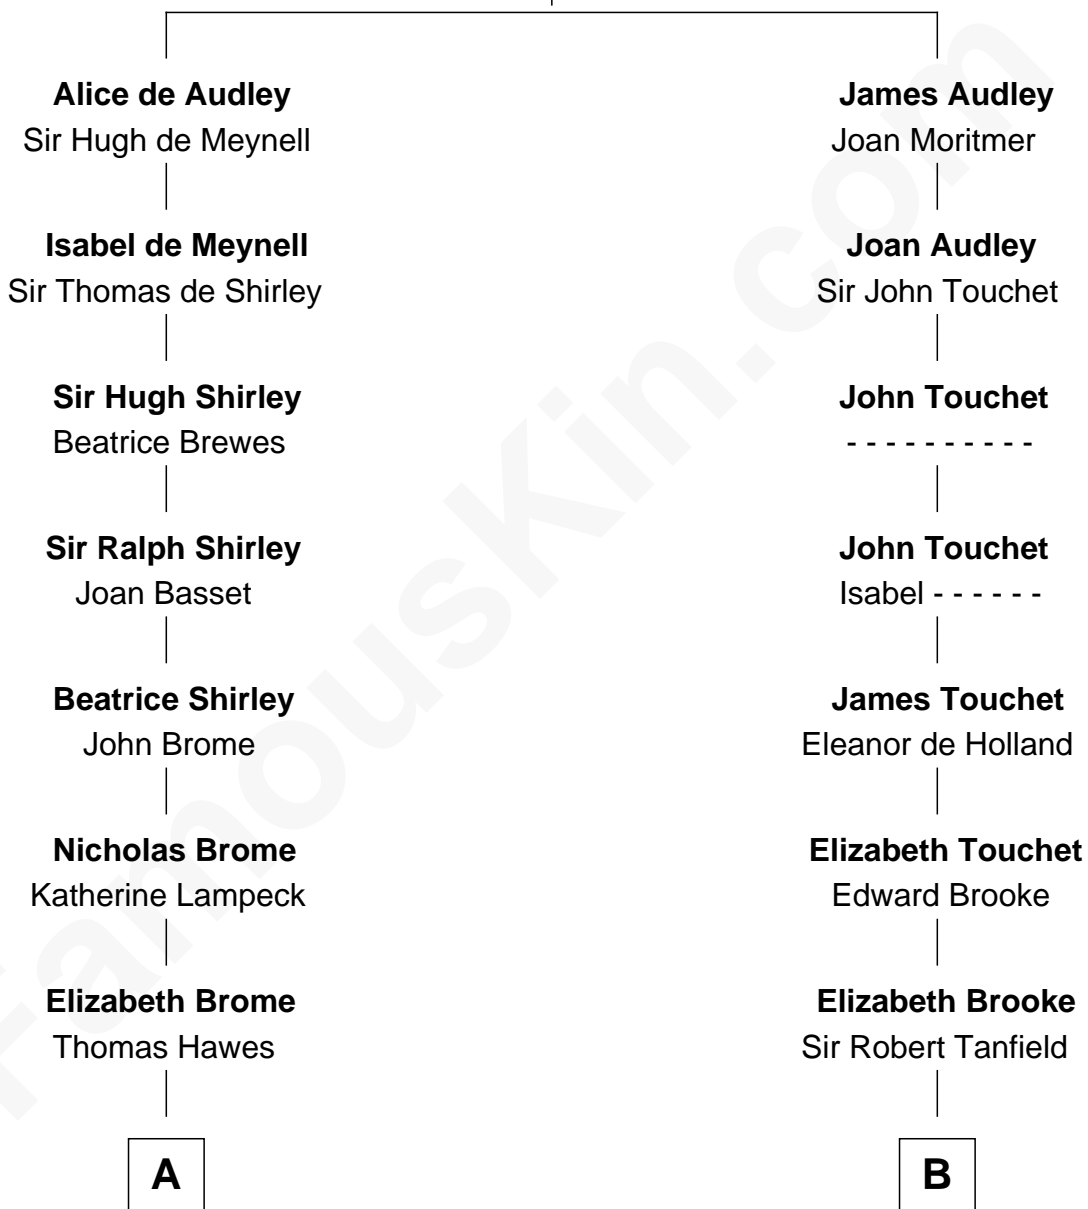 Alice de Audley
Sir Hugh de Meynell
Isabel de Meynell
Sir Thomas de Shirley
Sir Hugh Shirley
Beatrice Brewes
Sir Ralph Shirley
Joan Basset
Beatrice Shirley
John Brome
Nicholas Brome
Katherine Lampeck
Elizabeth Brome
Thomas Hawes
A
James Audley
Joan Moritmer
Joan Audley
Sir John Touchet
John Touchet
- - - - - - - - - -
John Touchet
Isabel - - - - - -
James Touchet
Eleanor de Holland
Elizabeth Touchet
Edward Brooke
Elizabeth Brooke
Sir Robert Tanfield
B
FamousKin.com